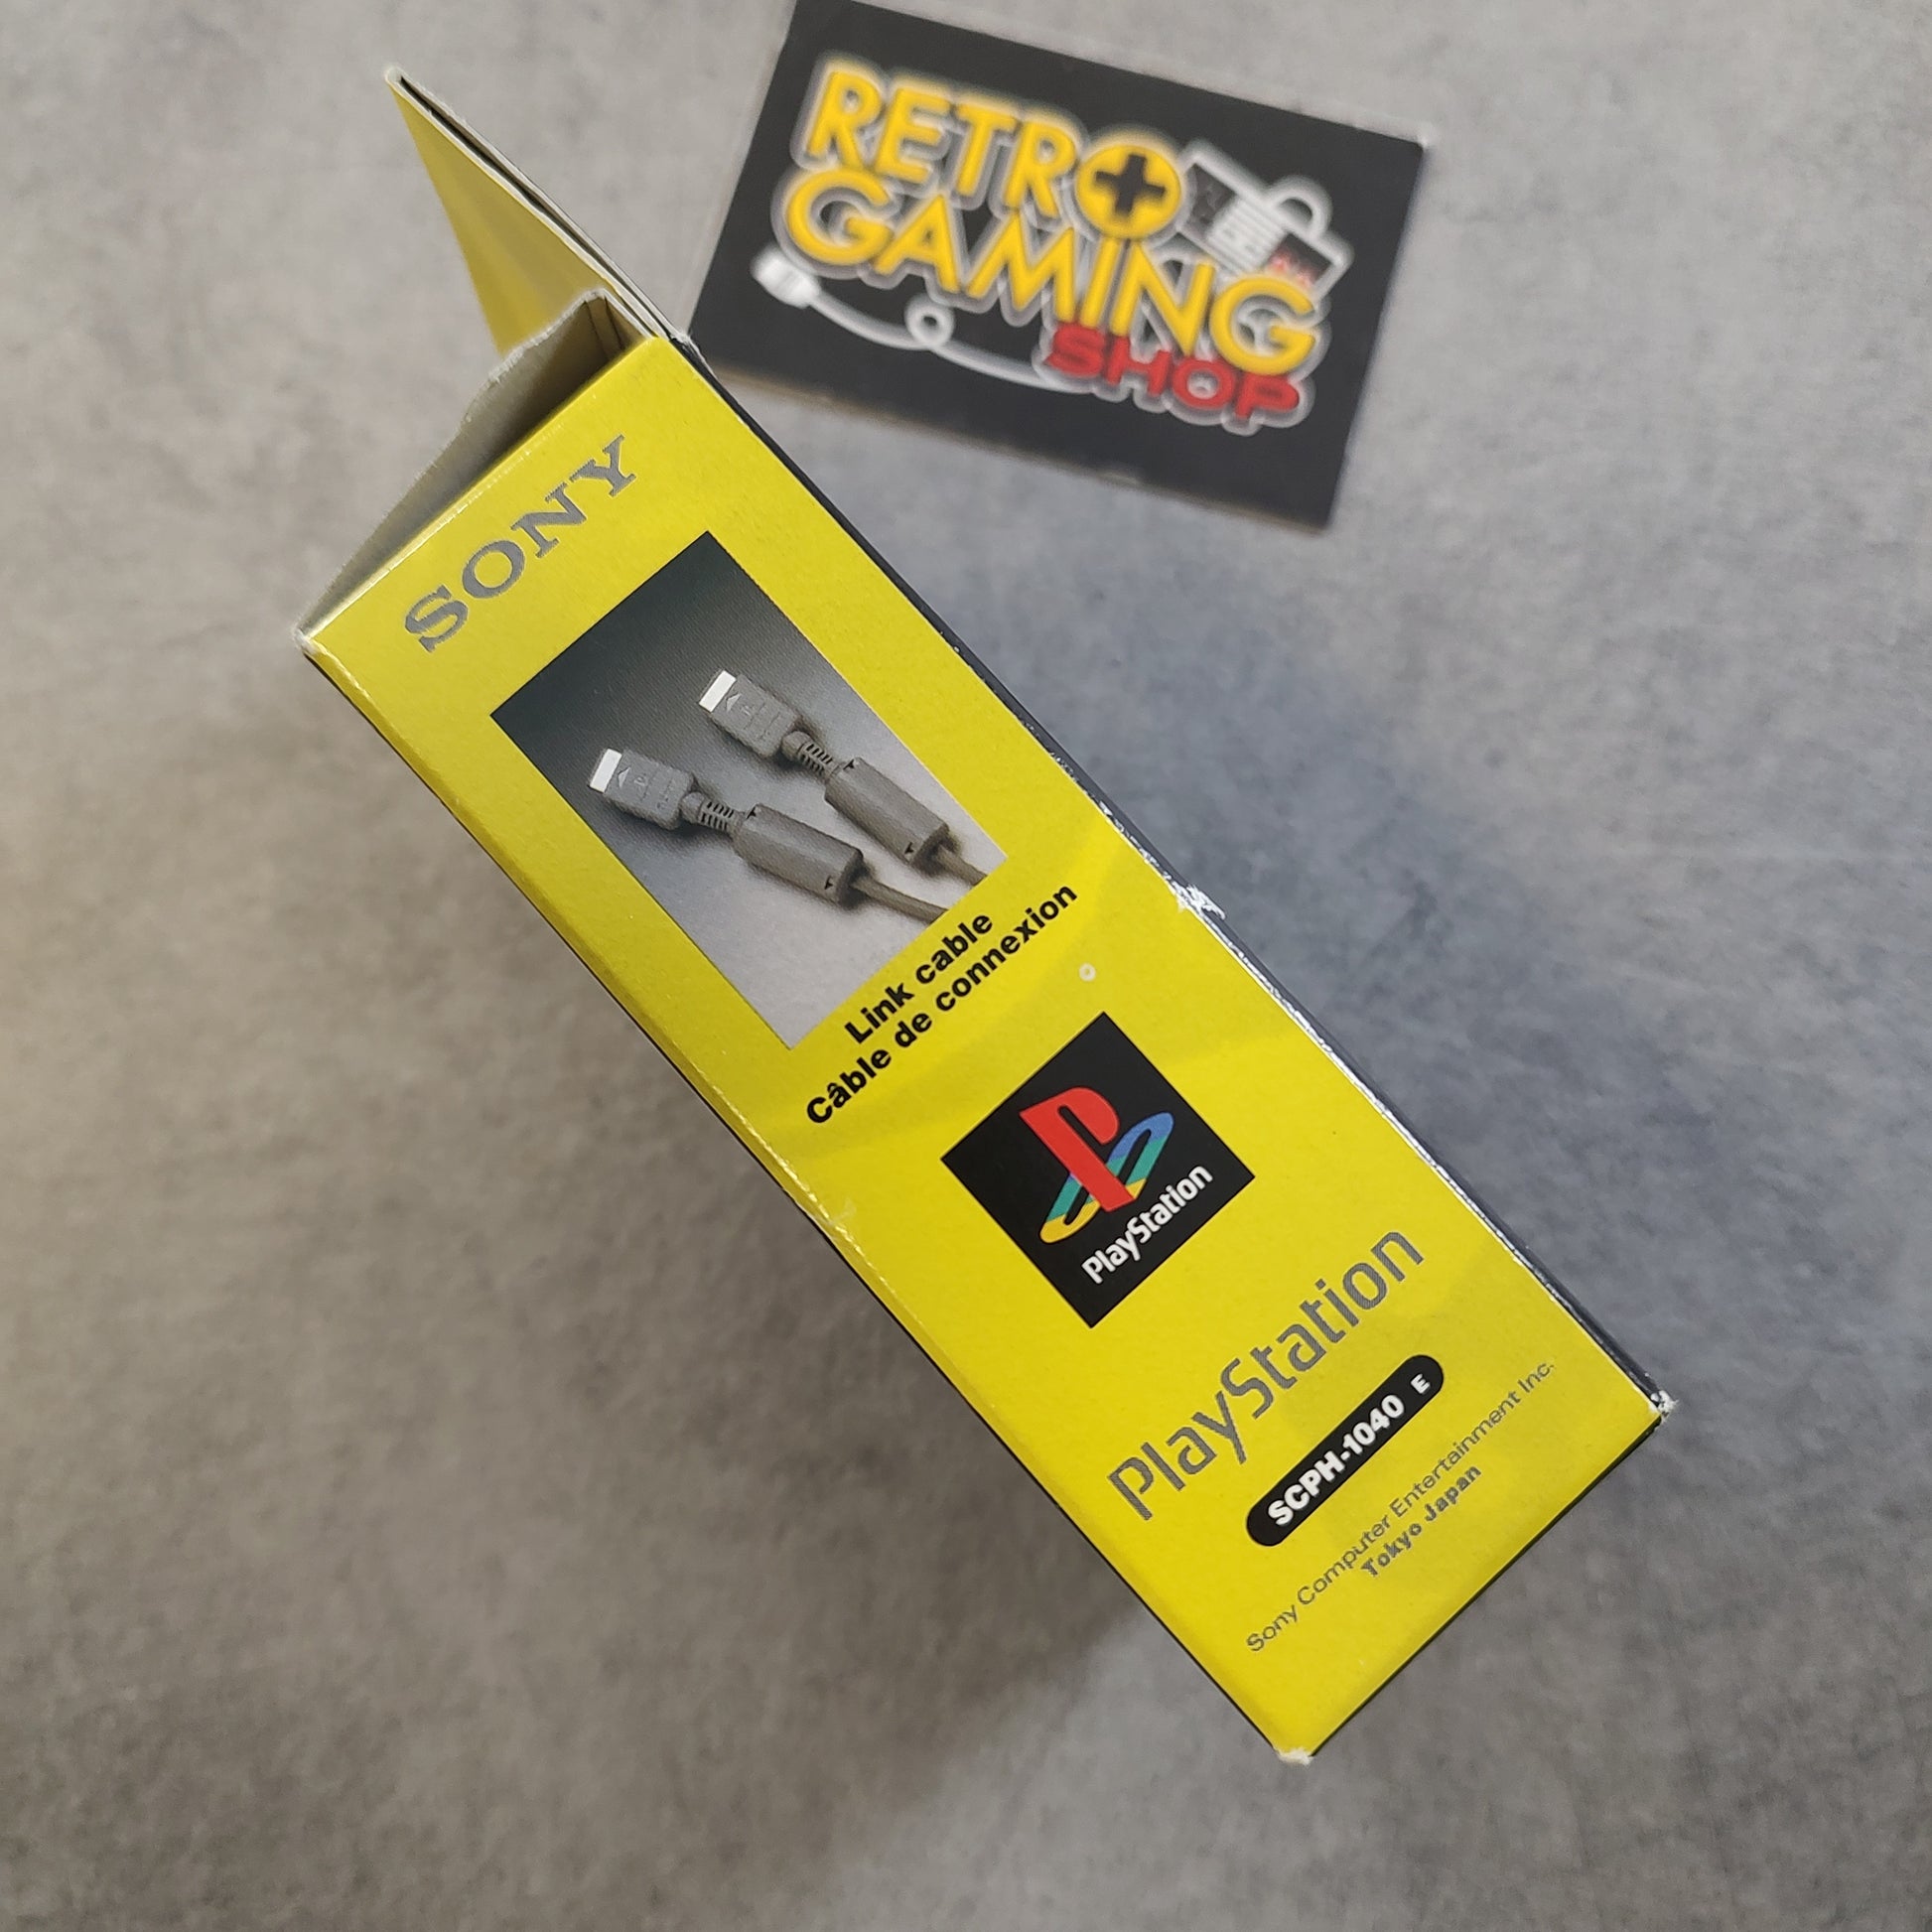 RETRO
GAMING
SHOP
SONY
Link cable
Câble de connexion
PlayStation
PlayStation
SCPH-1040 E
Sony Computer Entertainment Inc.
Tokyo Japan